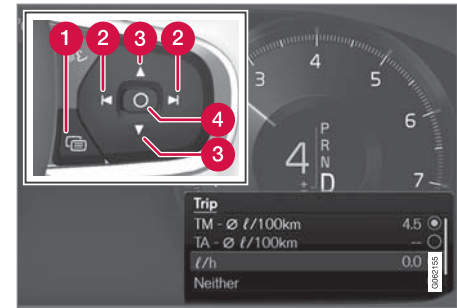 1
2
3
2
4
3
3
4
5
6
7
4
P
R
N
+
-
D
Trip
TM - Ø ℓ/100km 4.5
TA - Ø ℓ/100km --
ℓ/h 0.0
Neither
G062155